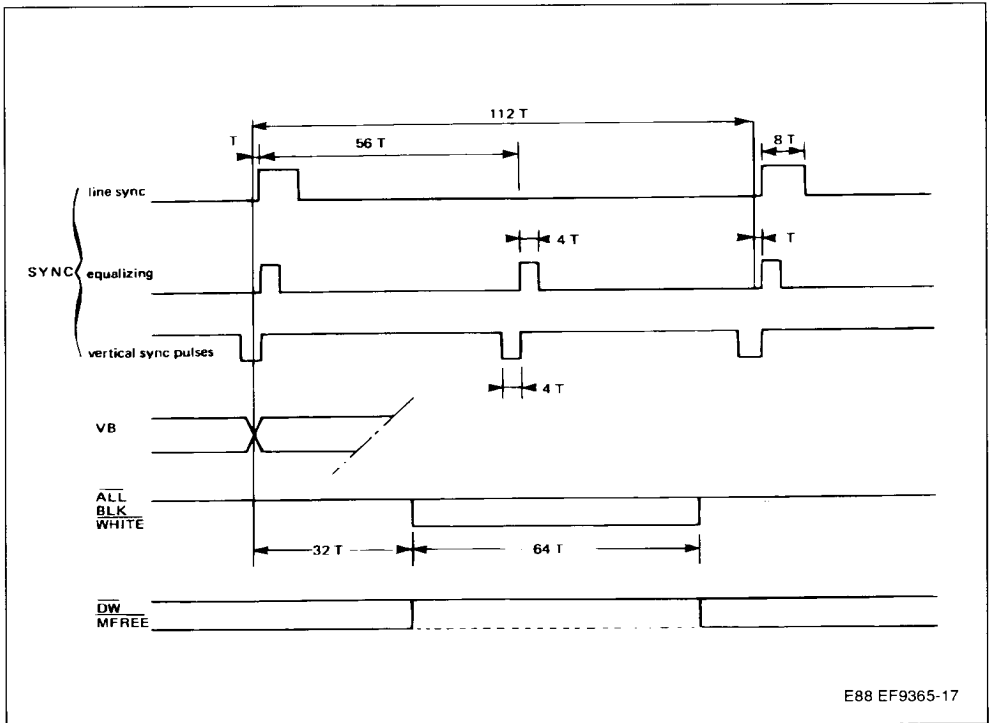 112 T
T
56 T
8 T
line sync
4 T
T
SYNC
equalizing
vertical sync pulses
4 T
VB
ALL
BLK
WHITE
32 T
64 T
DW
MFREE
E88 EF9365-17